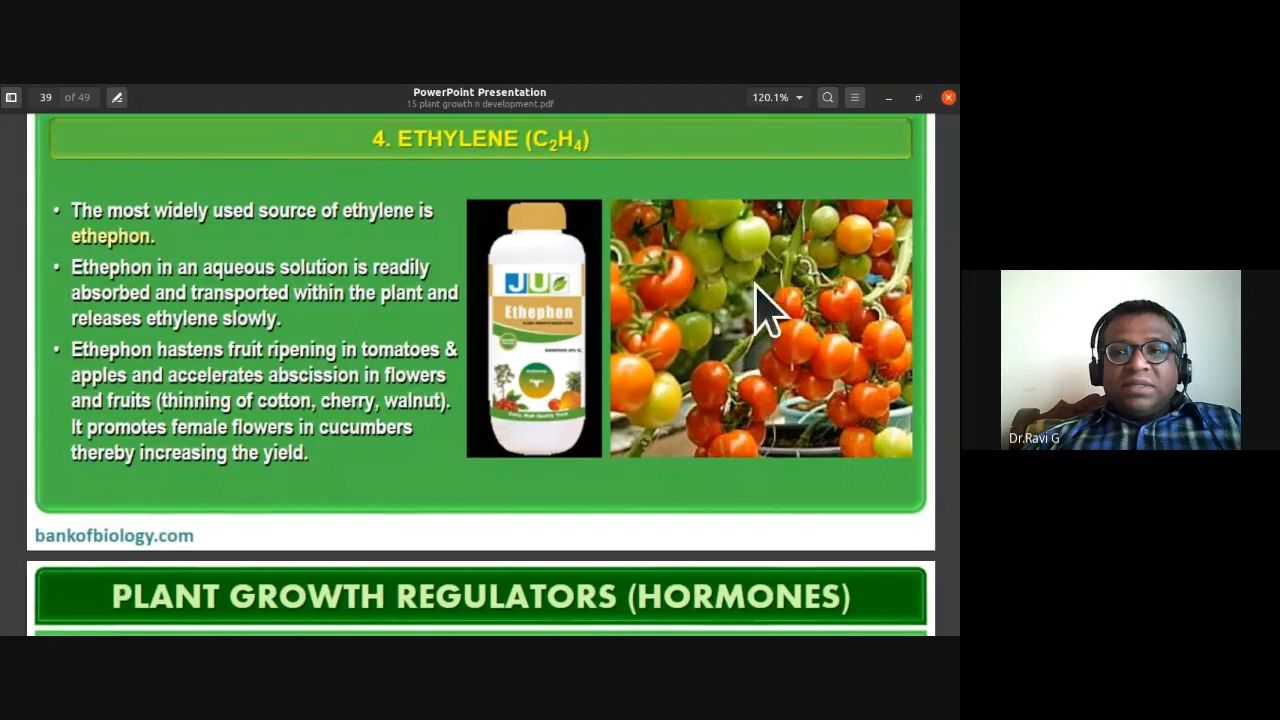 PowerPoint Presentation
39 of 49
15 plant growth n development.pdf
120.1%
4. ETHYLENE (C₂H₄)
• The most widely used source of ethylene is
ethephon.
• Ethephon in an aqueous solution is readily
absorbed and transported within the plant and
releases ethylene slowly.
• Ethephon hastens fruit ripening in tomatoes &
apples and accelerates abscission in flowers
and fruits (thinning of cotton, cherry, walnut).
It promotes female flowers in cucumbers
thereby increasing the yield.
Ethephon
Dr.Ravi G
bankofbiology.com
PLANT GROWTH REGULATORS (HORMONES)